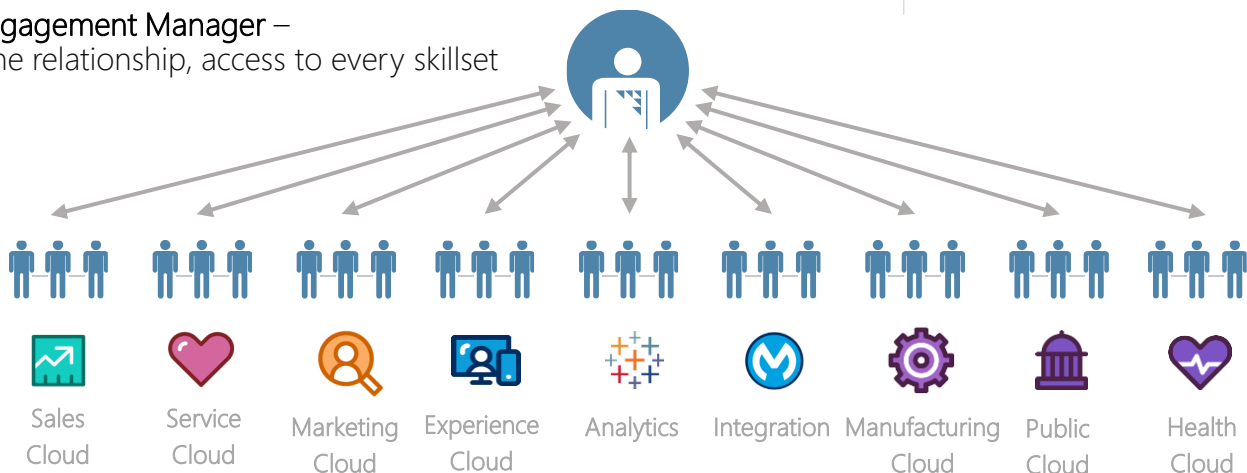 gagement Manager –
ne relationship, access to every skillset
Sales
Cloud
Service
Cloud
Marketing
Cloud
Experience
Cloud
Analytics
Integration
Manufacturing
Cloud
Public
Cloud
Health
Cloud